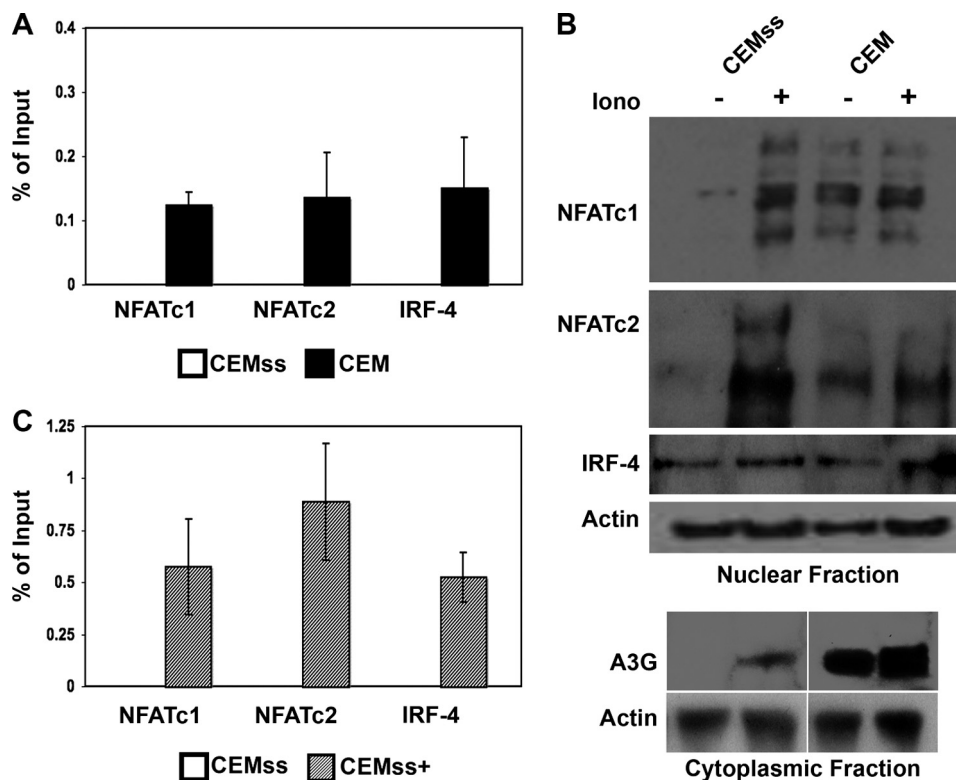 A
% of Input
0.4
0.3
0.2
0.1
0
NFATc1 NFATc2 IRF-4
CEMss CEM
B
CEMss CEM
Iono - + - +
NFATc1
NFATc2
IRF-4
Actin
Nuclear Fraction
A3G
Actin
Cytoplasmic Fraction
C
% of Input
1.25
1
0.75
0.5
0.25
0
NFATc1 NFATc2 IRF-4
CEMss CEMss+